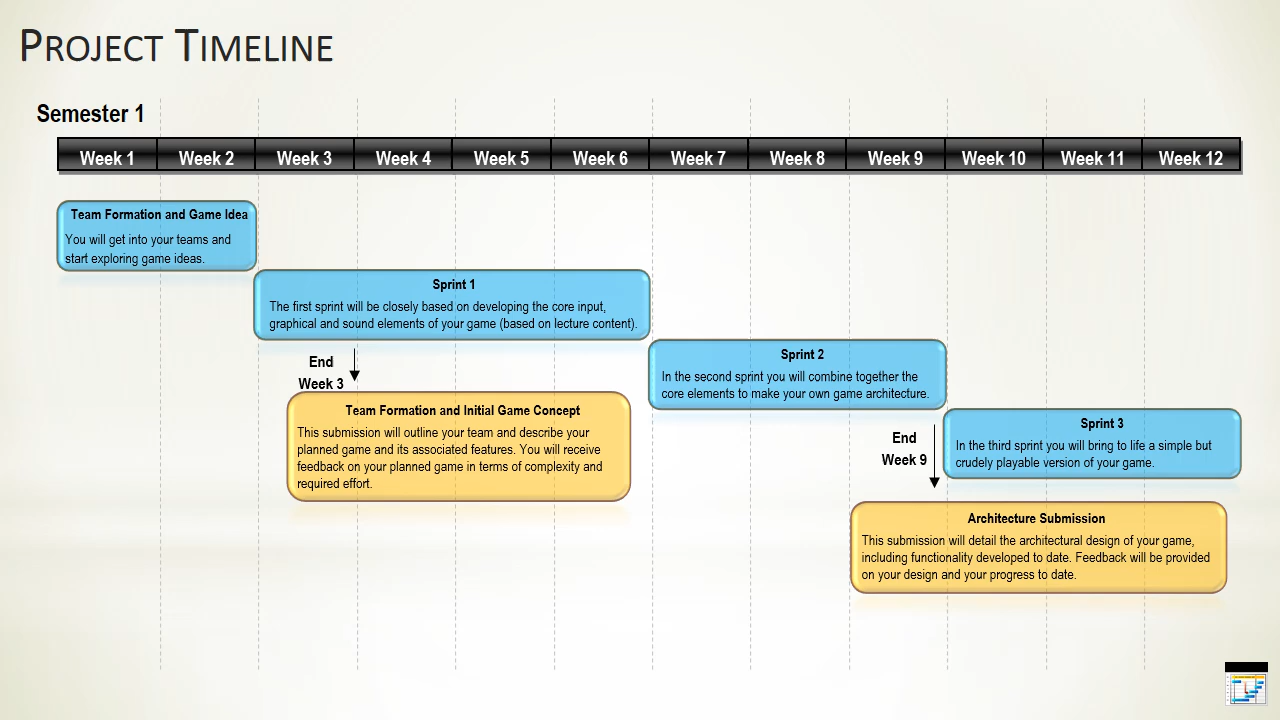 PROJECT TIMELINE
Semester 1
Week 1 Week 2 Week 3 Week 4 Week 5 Week 6 Week 7 Week 8 Week 9 Week 10 Week 11 Week 12
Team Formation and Game Idea
You will get into your teams and
start exploring game ideas.
Sprint 1
The first sprint will be closely based on developing the core input,
graphical and sound elements of your game (based on lecture content).
End
Week 3
Team Formation and Initial Game Concept
This submission will outline your team and describe your
planned game and its associated features. You will receive
feedback on your planned game in terms of complexity and
required effort.
Sprint 2
In the second sprint you will combine together the
core elements to make your own game architecture.
End
Week 9
Sprint 3
In the third sprint you will bring to life a simple but
crudely playable version of your game.
Architecture Submission
This submission will detail the architectural design of your game,
including functionality developed to date. Feedback will be provided
on your design and your progress to date.